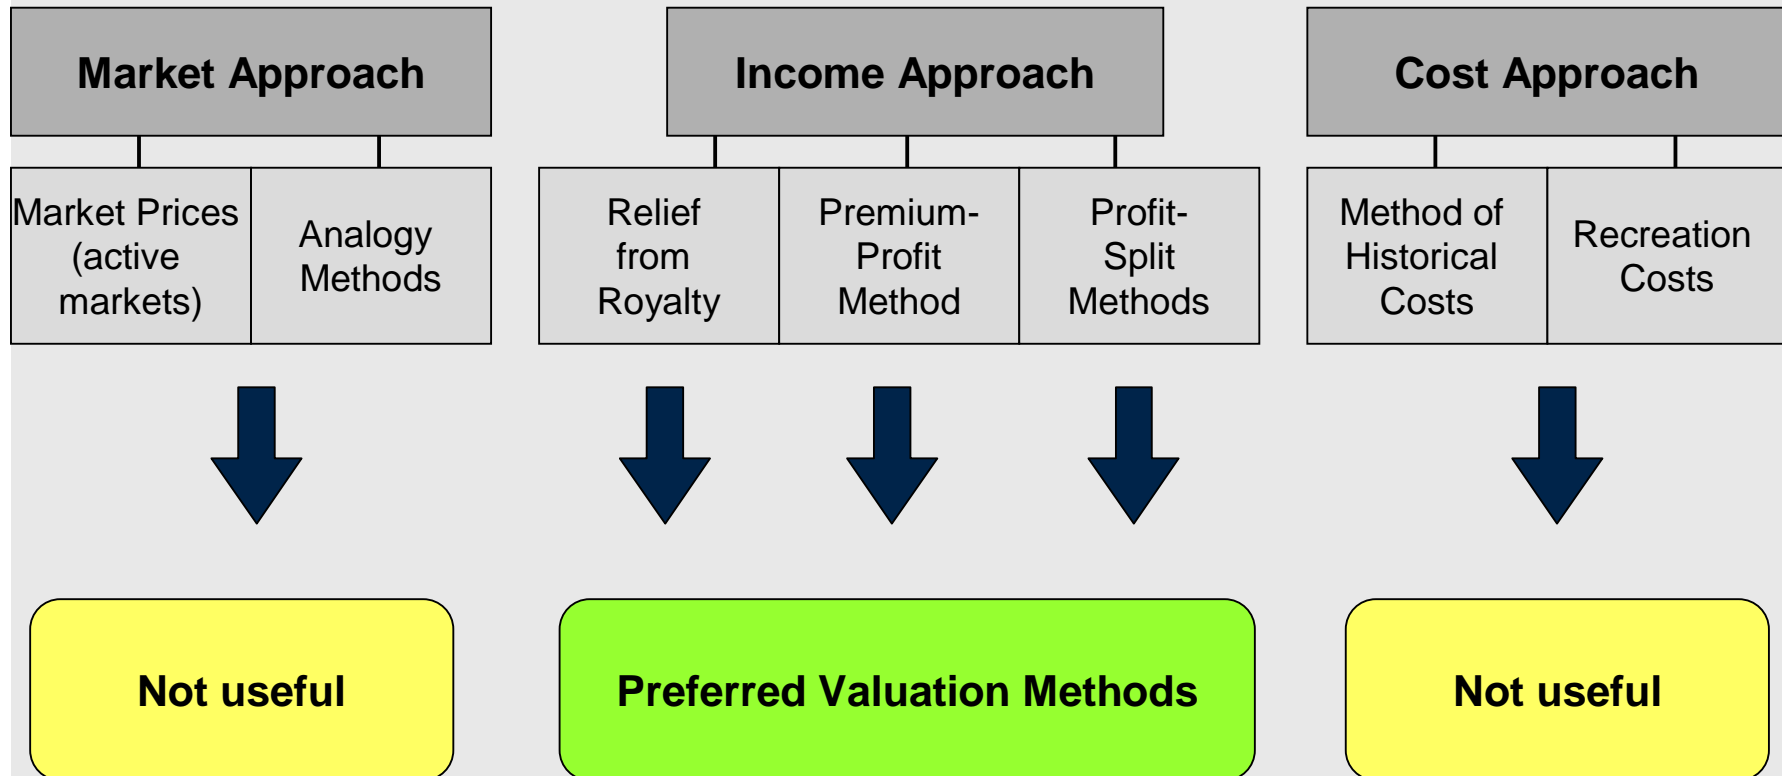 Market Approach
Income Approach
Cost Approach
Market Prices
(active
markets)
Analogy
Methods
Relief
from
Royalty
Premium-
Profit
Method
Profit-
Split
Methods
Method of
Historical
Costs
Recreation
Costs
Not useful
Preferred Valuation Methods
Not useful